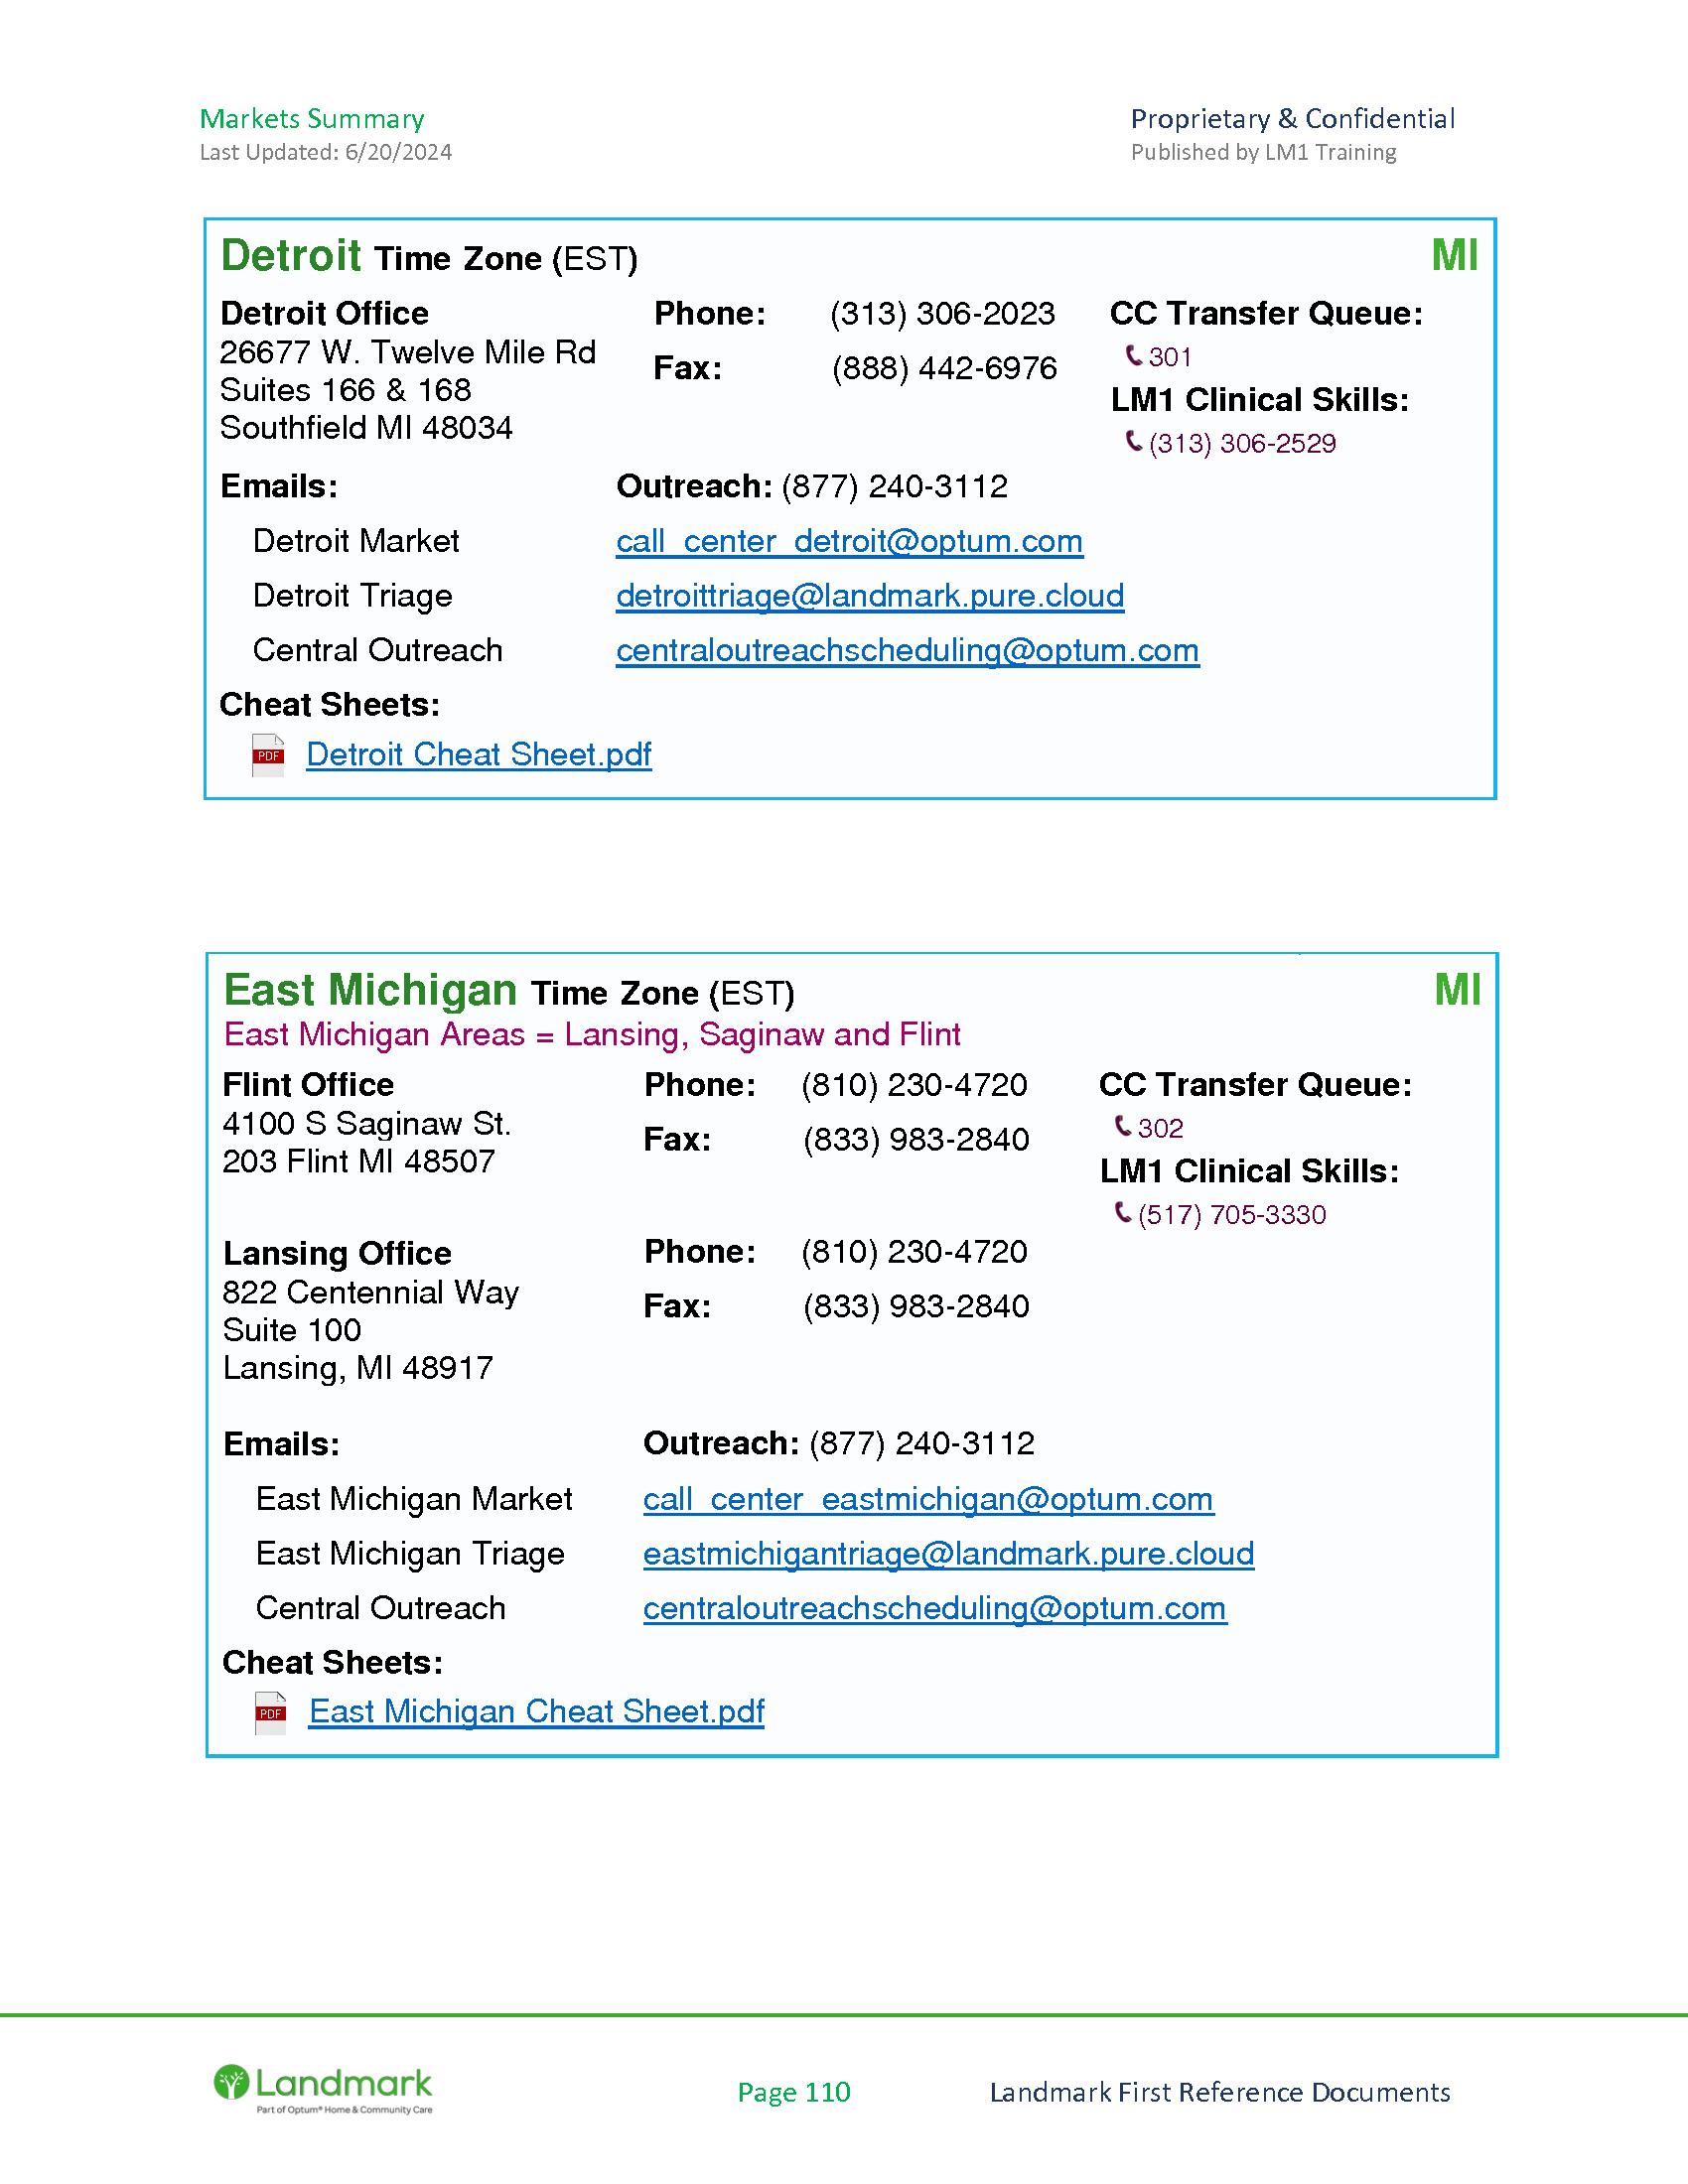 Markets Summary
Proprietary & Confidential
Last Updated: 6/20/2024
Published by LM1 Training
Detroit Time Zone (EST)
MI
Detroit Office
Phone: (313) 306-2023
CC Transfer Queue:
26677 W. Twelve Mile Rd
301
Suites 166 & 168
Fax: (888) 442-6976
LM1 Clinical Skills:
Southfield MI 48034
(313) 306-2529
Emails:
Outreach: (877) 240-3112
Detroit Market
call_center_detroit@optum.com
Detroit Triage
detroittriage@landmark.pure.cloud
Central Outreach
centraloutreachscheduling@optum.com
Cheat Sheets:
PDF
Detroit Cheat Sheet.pdf
East Michigan Time Zone (EST)
MI
East Michigan Areas = Lansing, Saginaw and Flint
Flint Office
Phone: (810) 230-4720
CC Transfer Queue:
4100 S Saginaw St.
302
203 Flint MI 48507
Fax: (833) 983-2840
LM1 Clinical Skills:
(517) 705-3330
Lansing Office
Phone: (810) 230-4720
822 Centennial Way
Fax: (833) 983-2840
Suite 100
Lansing, MI 48917
Emails:
Outreach: (877) 240-3112
East Michigan Market
call_center_eastmichigan@optum.com
East Michigan Triage
eastmichigantriage@landmark.pure.cloud
Central Outreach
centraloutreachscheduling@optum.com
Cheat Sheets:
PDF
East Michigan Cheat Sheet.pdf
Landmark
Part of Optum® Home & Community Care
Page 110
Landmark First Reference Documents